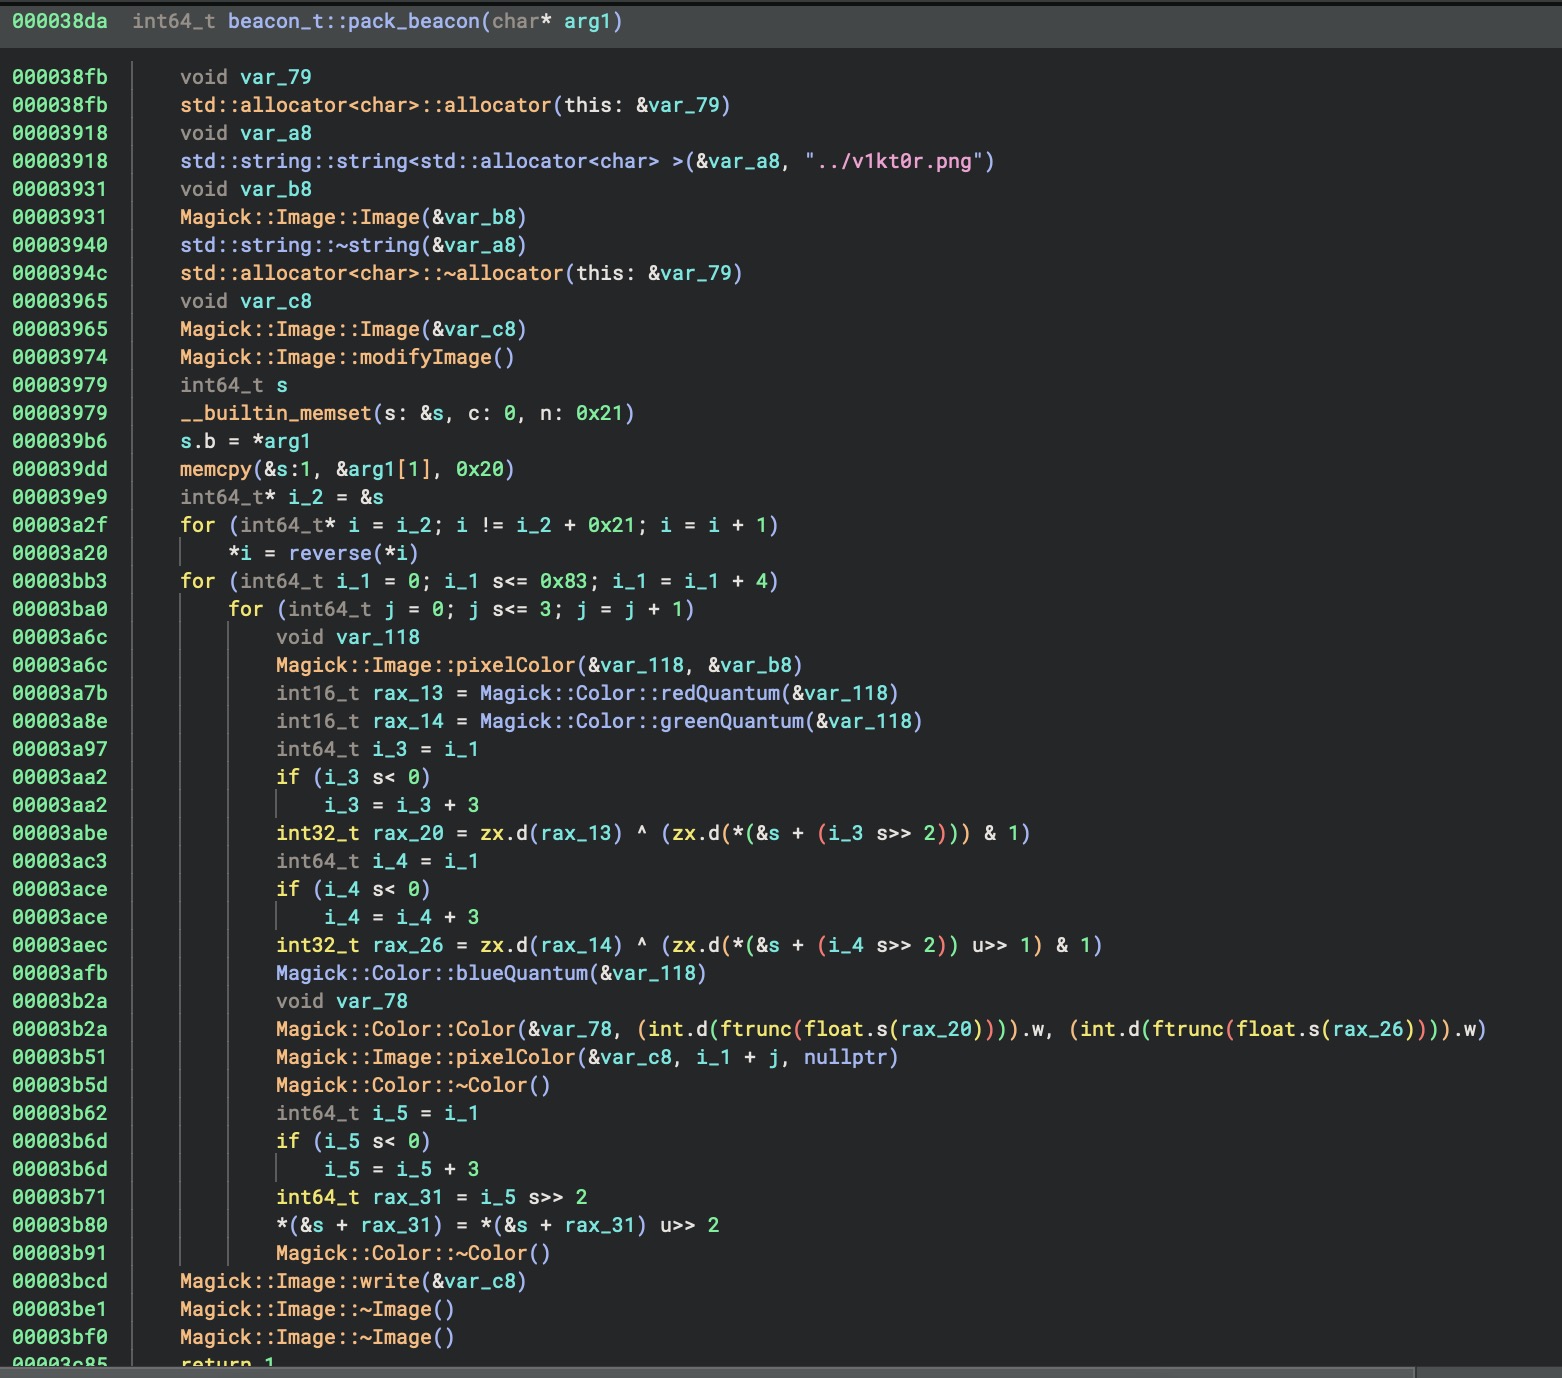 000038da  int64_t beacon_t::pack_beacon(char* arg1)
000038fb      void var_79
000038fb      std::allocator<char>::allocator(this: &var_79)
00003918      void var_a8
00003918      std::string::string<std::allocator<char> >(&var_a8, "../v1kt0r.png")
00003931      void var_b8
00003931      Magick::Image::Image(&var_b8)
00003940      std::string::~string(&var_a8)
0000394c      std::allocator<char>::~allocator(this: &var_79)
00003965      void var_c8
00003965      Magick::Image::Image(&var_c8)
00003974      Magick::Image::modifyImage()
00003979      int64_t s
00003979      __builtin_memset(s: &s, c: 0, n: 0x21)
000039b6      s.b = *arg1
000039dd      memcpy(&s:1, &arg1[1], 0x20)
000039e9      int64_t* i_2 = &s
00003a2f      for (int64_t* i = i_2; i != i_2 + 0x21; i = i + 1)
00003a20          *i = reverse(*i)
00003bb3      for (int64_t i_1 = 0; i_1 s<= 0x83; i_1 = i_1 + 4)
00003ba0          for (int64_t j = 0; j s<= 3; j = j + 1)
00003a6c              void var_118
00003a6c              Magick::Image::pixelColor(&var_118, &var_b8)
00003a7b              int16_t rax_13 = Magick::Color::redQuantum(&var_118)
00003a8e              int16_t rax_14 = Magick::Color::greenQuantum(&var_118)
00003a97              int64_t i_3 = i_1
00003aa2              if (i_3 s< 0)
00003aa2                  i_3 = i_3 + 3
00003abe              int32_t rax_20 = zx.d(rax_13) ^ (zx.d(*(&s + (i_3 s>> 2))) & 1)
00003ac3              int64_t i_4 = i_1
00003ace              if (i_4 s< 0)
00003ace                  i_4 = i_4 + 3
00003aec              int32_t rax_26 = zx.d(rax_14) ^ (zx.d(*(&s + (i_4 s>> 2)) u>> 1) & 1)
00003afb              Magick::Color::blueQuantum(&var_118)
00003b2a              void var_78
00003b2a              Magick::Color::Color(&var_78, (int.d(ftrunc(float.s(rax_20)))).w, (int.d(ftrunc(float.s(rax_26)))).w)
00003b51              Magick::Image::pixelColor(&var_c8, i_1 + j, nullptr)
00003b5d              Magick::Color::~Color()
00003b62              int64_t i_5 = i_1
00003b6d              if (i_5 s< 0)
00003b6d                  i_5 = i_5 + 3
00003b71              int64_t rax_31 = i_5 s>> 2
00003b80              *(&s + rax_31) = *(&s + rax_31) u>> 2
00003b91              Magick::Color::~Color()
00003bcd      Magick::Image::write(&var_c8)
00003be1      Magick::Image::~Image()
00003bf0      Magick::Image::~Image()
00003c85      return 1